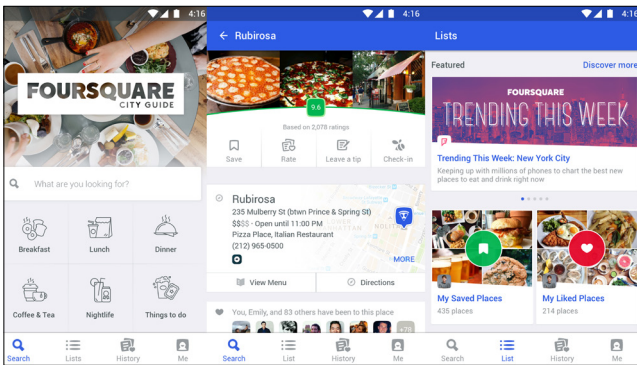 4:16
FOURSQUARE
CITY GUIDE
What are you looking for?
Breakfast
Lunch
Dinner
Coffee & Tea
Nightlife
Things to do
Search
Lists
History
Me
4:16
Rubirosa
9.6
Based on 2,078 ratings
Save
Rate
Leave a tip
Check-in
Rubirosa
235 Mulberry St (btwn Prince & Spring St)
$$$$ · Open until 11:00 PM
Pizza Place, Italian Restaurant
(212) 965-0500
MORE
View Menu
Directions
You, Emily, and 83 others have been to this place
+70
Search
List
History
Me
4:16
Lists
Featured
Discover more
FOURSQUARE
TRENDING THIS WEEK
Trending This Week: New York City
Keeping up with millions of phones to chart the best new
places to eat and drink right now
My Saved Places
435 places
My Liked Places
214 places
Search
List
History
Me